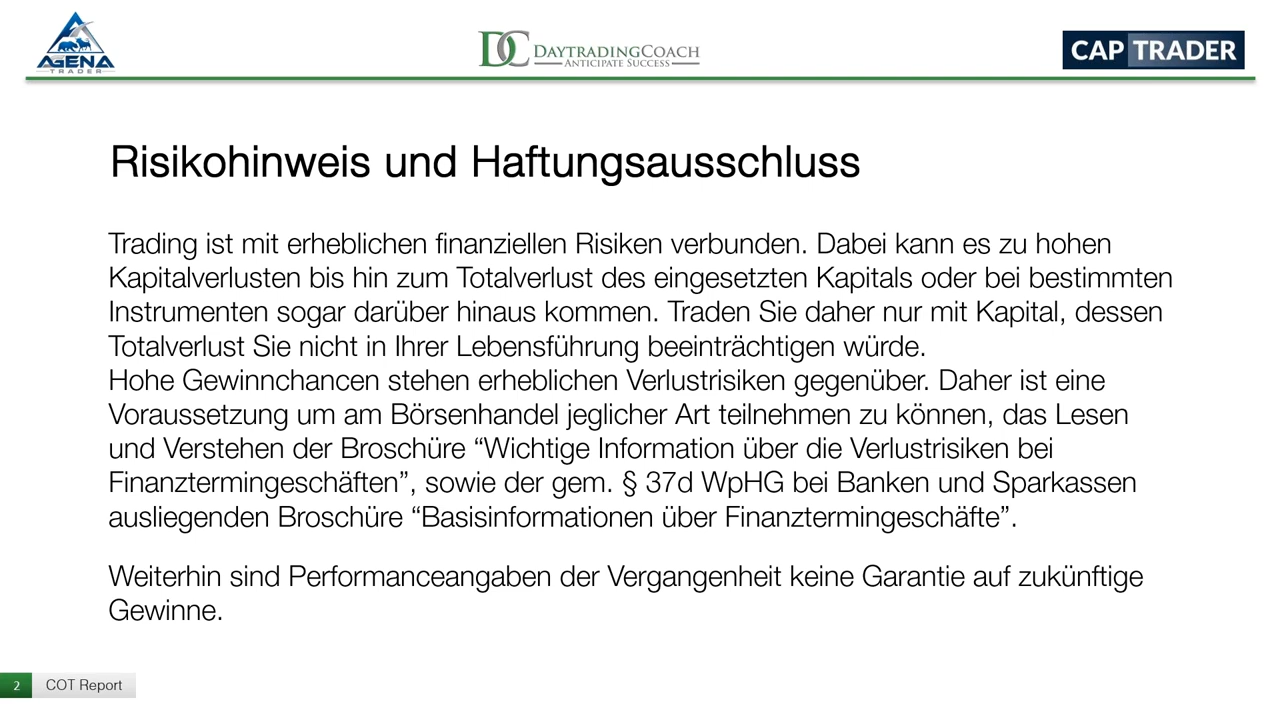 AGENA
TRADER
DC DAYTRADINGCOACH
ANTICIPATE SUCCESS
CAP TRADER
Risikohinweis und Haftungsausschluss
Trading ist mit erheblichen finanziellen Risiken verbunden. Dabei kann es zu hohen
Kapitalverlusten bis hin zum Totalverlust des eingesetzten Kapitals oder bei bestimmten
Instrumenten sogar darüber hinaus kommen. Traden Sie daher nur mit Kapital, dessen
Totalverlust Sie nicht in Ihrer Lebensführung beeinträchtigen würde.
Hohe Gewinnchancen stehen erheblichen Verlustrisiken gegenüber. Daher ist eine
Voraussetzung um am Börsenhandel jeglicher Art teilnehmen zu können, das Lesen
und Verstehen der Broschüre “Wichtige Information über die Verlustrisiken bei
Finanztermingeschäften”, sowie der gem. § 37d WpHG bei Banken und Sparkassen
ausliegenden Broschüre “Basisinformationen über Finanztermingeschäfte”.
Weiterhin sind Performanceangaben der Vergangenheit keine Garantie auf zukünftige
Gewinne.
2 COT Report